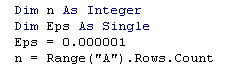 Dim n As Integer
Dim Eps As Single
Eps = 0.000001
n = Range("A").Rows.Count